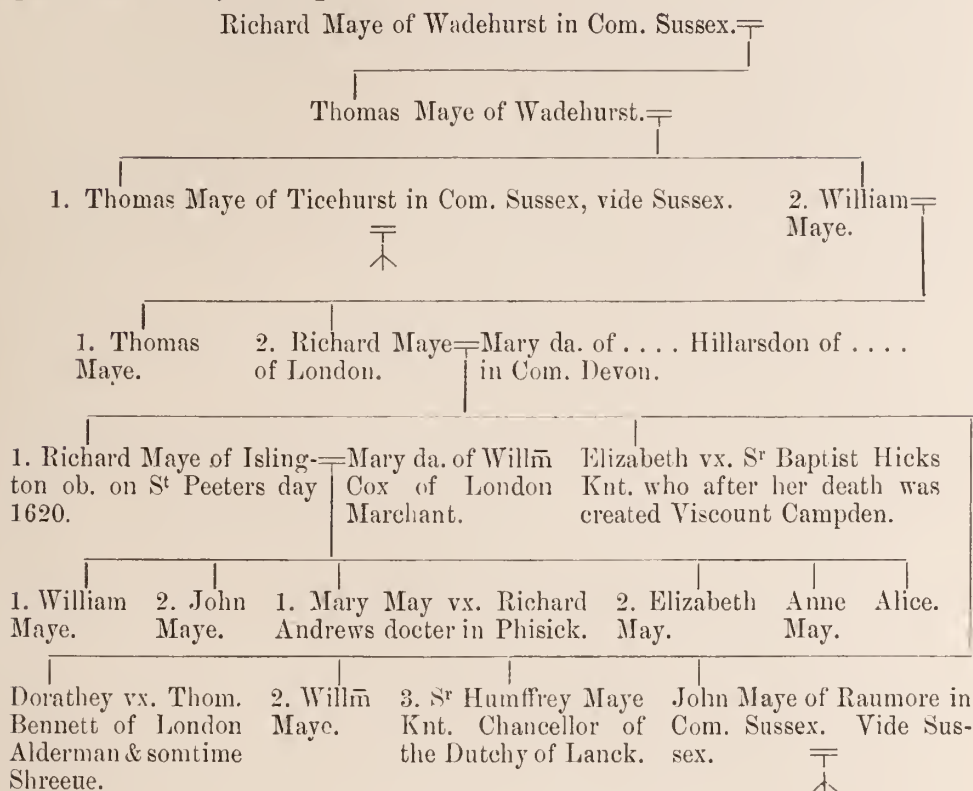 Richard Maye of Wadehurst in Com. Sussex.
Thomas Maye of Wadehurst.
1. Thomas Maye of Ticehurst in Com. Sussex, vide Sussex.
2. William
Maye.
1. Thomas
Maye.
2. Richard Maye
of London.
Mary da. of . . . . Hillarsdon of . . . .
in Com. Devon.
1. Richard Maye of Isling-
ton ob. on St Peeters day
1620.
Mary da. of Willm̄
Cox of London
Marchant.
Elizabeth vx. Sr Baptist Hicks
Knt. who after her death was
created Viscount Campden.
1. William
Maye.
2. John
Maye.
1. Mary May vx. Richard
Andrews docter in Phisick.
2. Elizabeth
May.
Anne
May.
Alice.
Dorathey vx. Thom.
Bennett of London
Alderman & somtime
Shreeue.
2. Willm̄
Maye.
3. Sr Humffrey Maye
Knt. Chancellor of
the Dutchy of Lanck.
John Maye of Raumore in
Com. Sussex. Vide Sus-
sex.